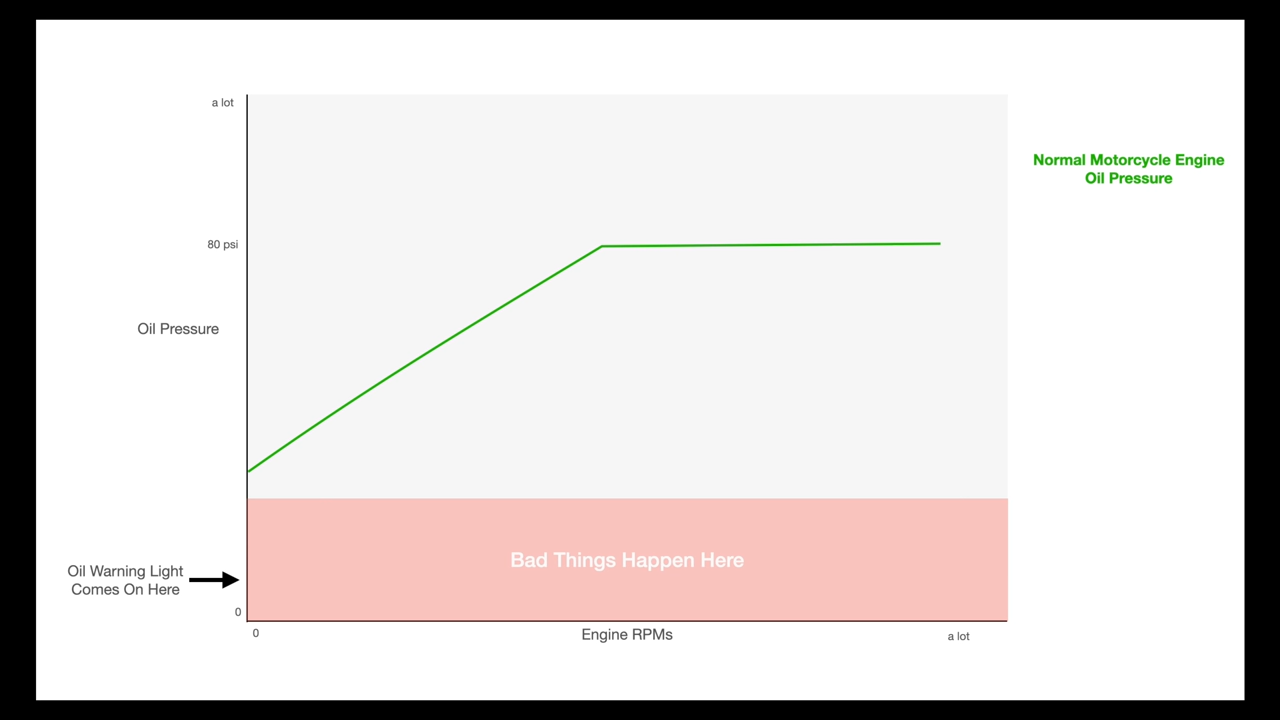 a lot
Normal Motorcycle Engine
Oil Pressure
80 psi
Oil Pressure
Bad Things Happen Here
Oil Warning Light
Comes On Here
0
0
Engine RPMs
a lot